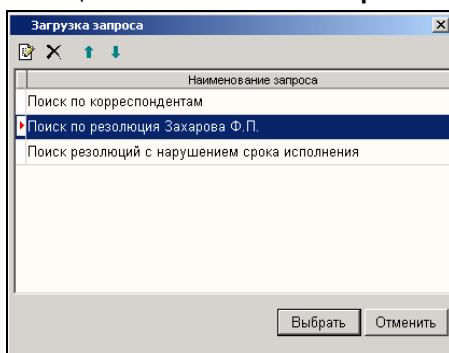 Загрузка запроса
Наименование запроса
Поиск по корреспондентам
Поиск по резолюция Захарова Ф.П.
Поиск резолюций с нарушением срока исполнения
Выбрать Отменить